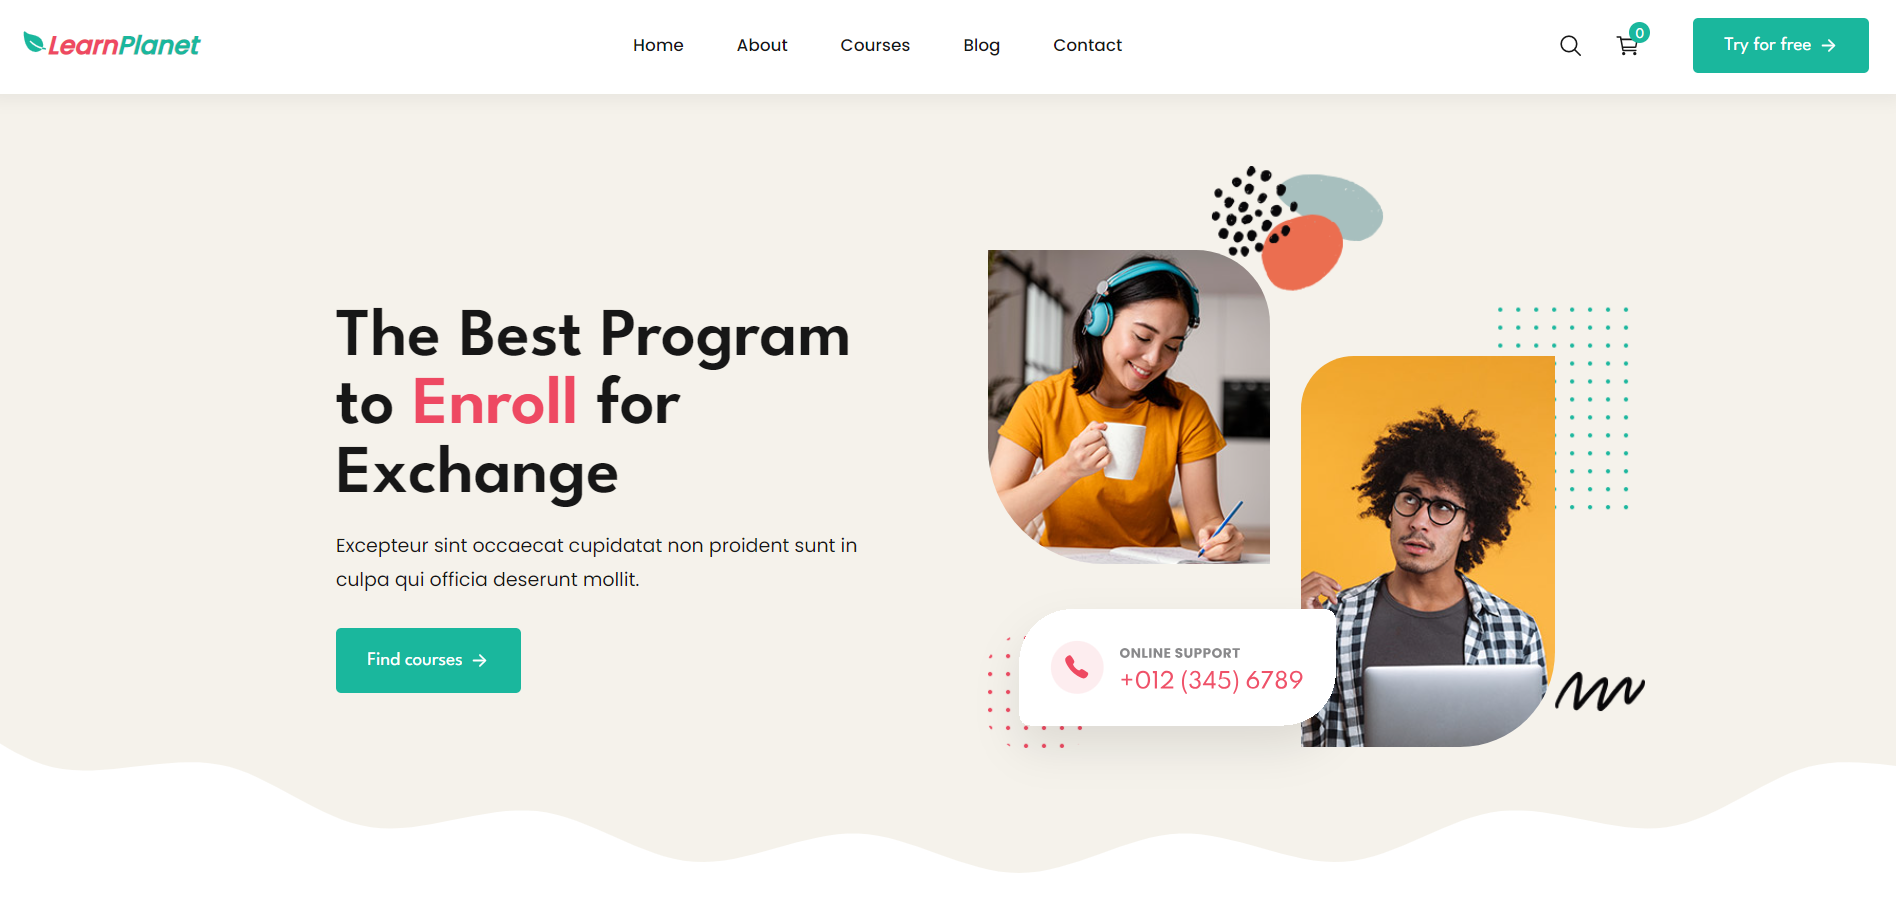 LearnPlanet
Home
About
Courses
Blog
Contact
0
Try for free
The Best Program
to Enroll for
Exchange
Excepteur sint occaecat cupidatat non proident sunt in
culpa qui officia deserunt mollit.
Find courses
ONLINE SUPPORT
+012 (345) 6789